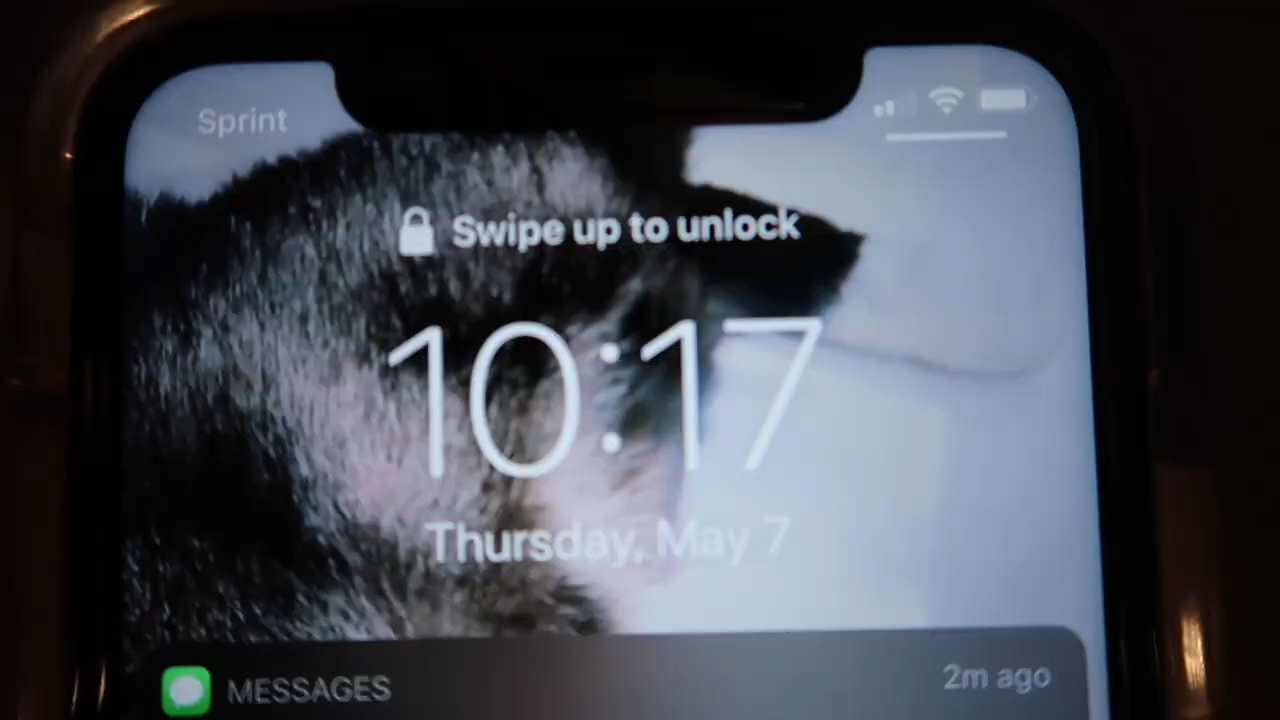 Sprint
Swipe up to unlock
10:17
Thursday, May 7
MESSAGES
2m ago